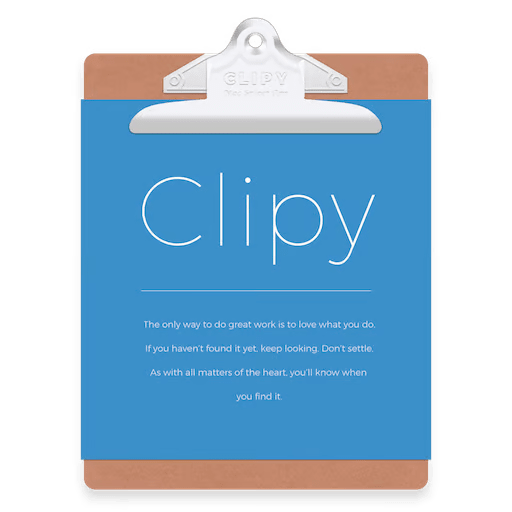 CLIPY
Clipy
The only way to do great work is to love what you do.
If you haven't found it yet, keep looking. Don't settle.
As with all matters of the heart, you'll know when
you find it.